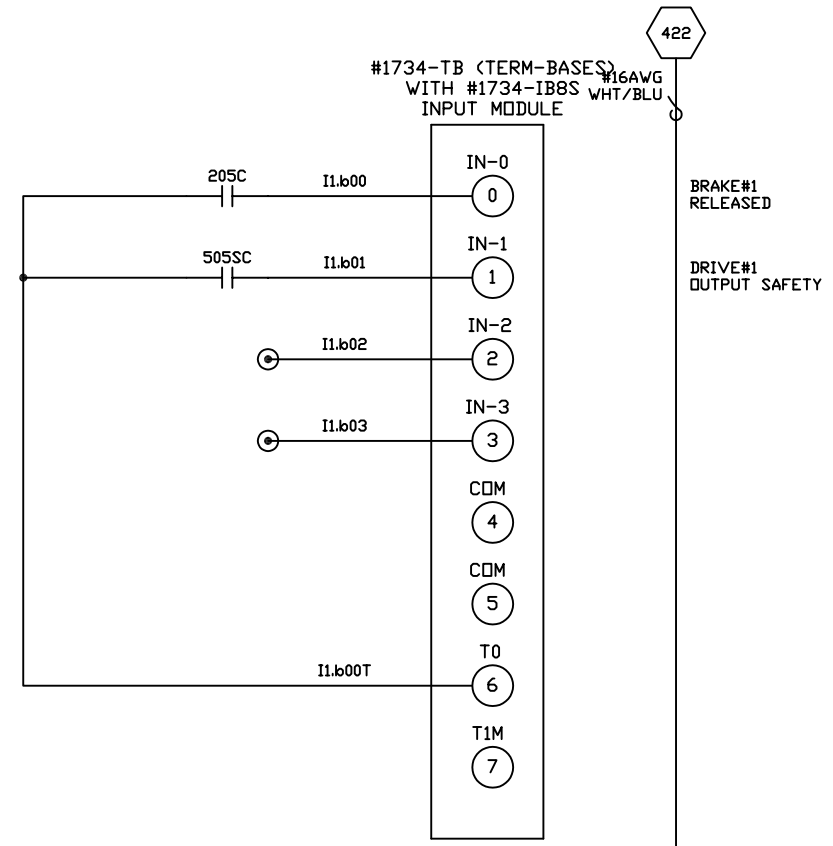 422
#1734-TB (TERM-BASES)
WITH #1734-IB8S
INPUT MODULE
#16AWG
WHT/BLU
IN-0
205C
I1.b00
0
BRAKE#1
RELEASED
IN-1
505SC
I1.b01
1
DRIVE#1
OUTPUT SAFETY
IN-2
I1.b02
2
IN-3
I1.b03
3
COM
4
COM
5
T0
I1.b00T
6
T1M
7